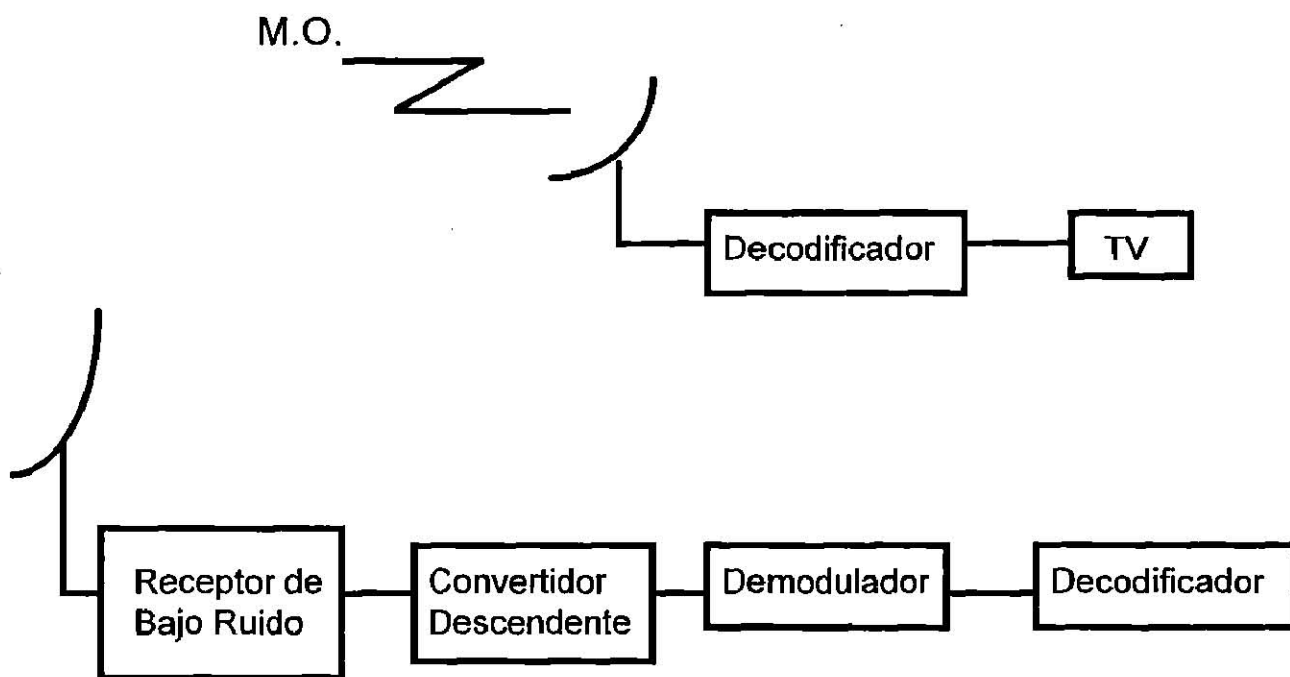 M.O.
Decodificador
TV
Receptor de
Bajo Ruido
Convertidor
Descendente
Demodulador
Decodificador